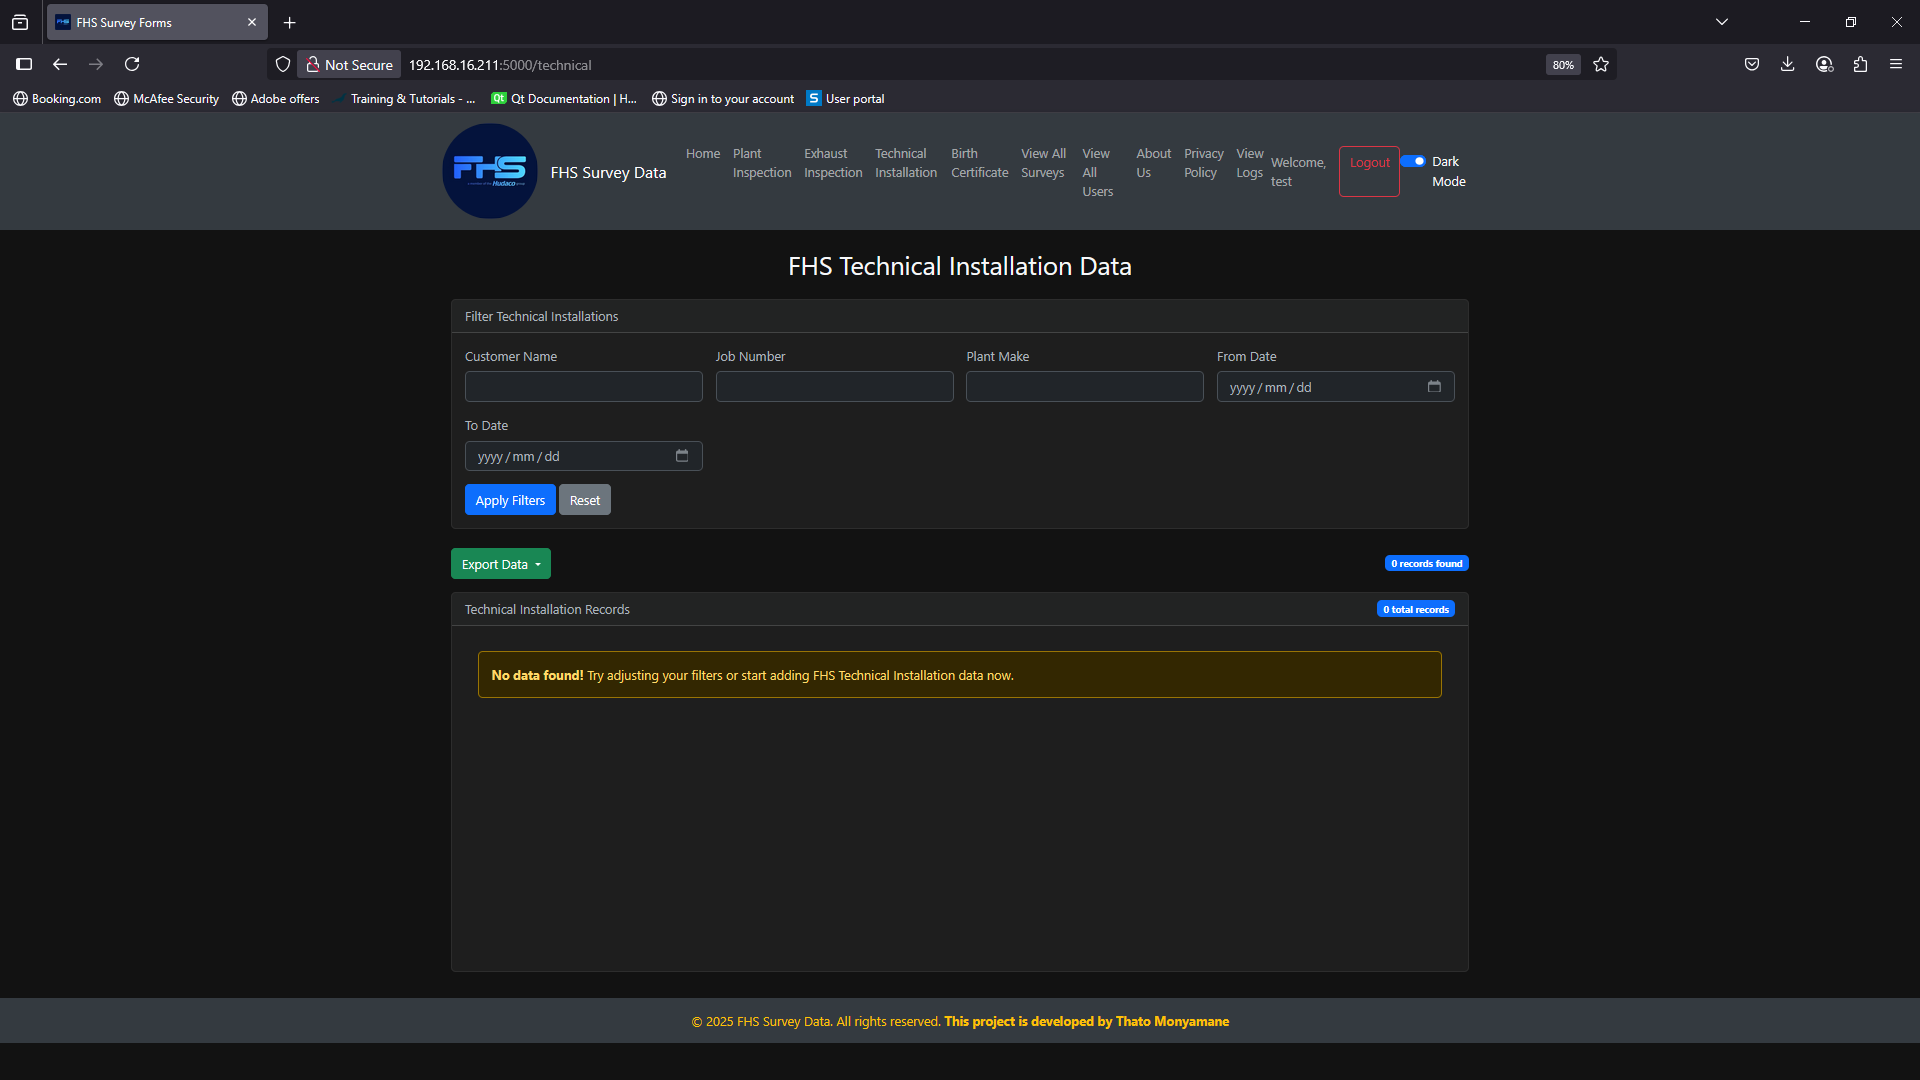 FHS Survey Forms
Not Secure
192.168.16.211:5000/technical
80%
Booking.com
McAfee Security
Adobe offers
Training & Tutorials - ...
Qt Documentation | H...
Sign in to your account
User portal
FHS
a member of the Hudaco group
FHS Survey Data
Home
Plant
Inspection
Exhaust
Inspection
Technical
Installation
Birth
Certificate
View All
Surveys
View
All
Users
About
Us
Privacy
Policy
View
Logs
Welcome,
test
Logout
Dark
Mode
FHS Technical Installation Data
Filter Technical Installations
Customer Name
Job Number
Plant Make
From Date
yyyy/mm/dd
To Date
yyyy/mm/dd
Apply Filters
Reset
Export Data
0 records found
Technical Installation Records
0 total records
No data found! Try adjusting your filters or start adding FHS Technical Installation data now.
© 2025 FHS Survey Data. All rights reserved. This project is developed by Thato Monyamane